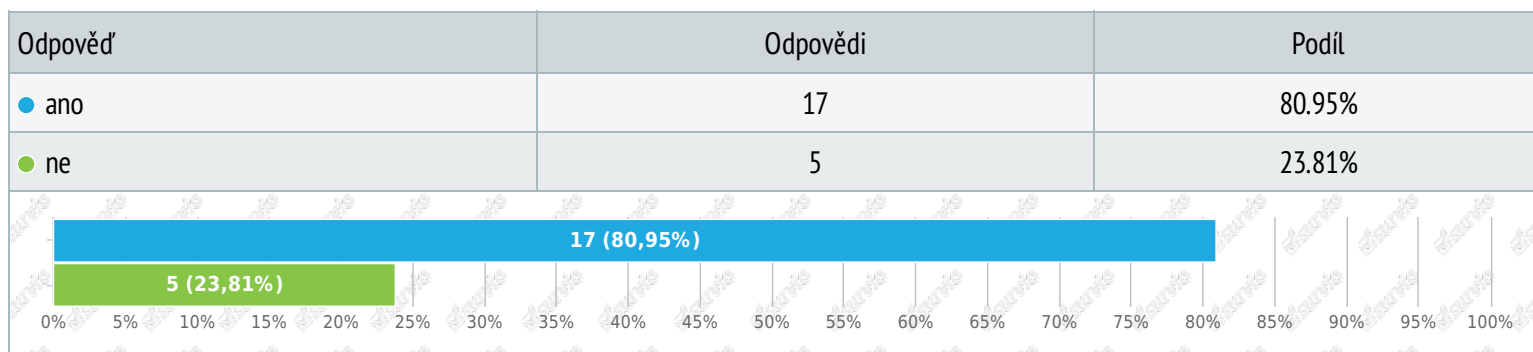 Odpověď Odpovědi Podíl
ano 17 80.95%
ne 5 23.81%
17 (80,95%)
5 (23,81%)
0% 5% 10% 15% 20% 25% 30% 35% 40% 45% 50% 55% 60% 65% 70% 75% 80% 85% 90% 95% 100%